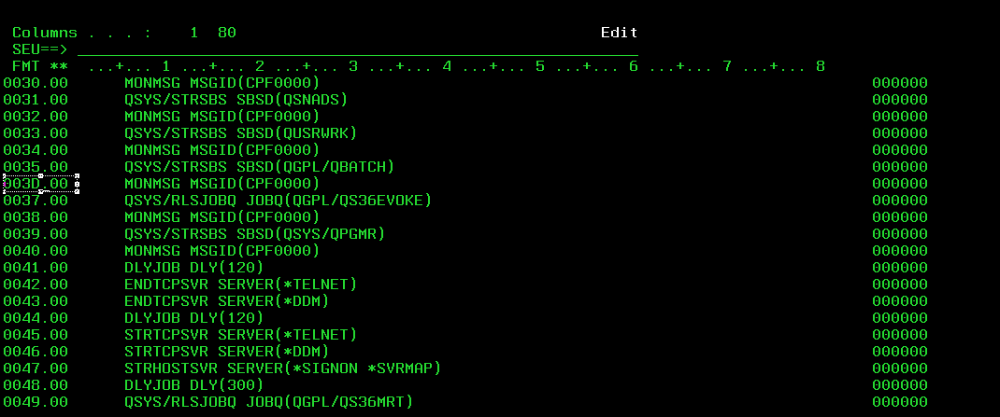 Columns . . . :    1  80                                       Edit
SEU==>
FMT **  ...+... 1 ...+... 2 ...+... 3 ...+... 4 ...+... 5 ...+... 6 ...+... 7 ...+... 8
0030.00      MONMSG MSGID(CPF0000)      000000
0031.00      QSYS/STRSBS SBSD(QSNADS)      000000
0032.00      MONMSG MSGID(CPF0000)      000000
0033.00      QSYS/STRSBS SBSD(QUSRWRK)      000000
0034.00      MONMSG MSGID(CPF0000)      000000
0035.00      QSYS/STRSBS SBSD(QGPL/QBATCH)      000000
003D.00      MONMSG MSGID(CPF0000)      000000
0037.00      QSYS/RLSJOBQ JOBQ(QGPL/QS36EVOKE)      000000
0038.00      MONMSG MSGID(CPF0000)      000000
0039.00      QSYS/STRSBS SBSD(QSYS/QPGMR)      000000
0040.00      MONMSG MSGID(CPF0000)      000000
0041.00      DLYJOB DLY(120)      000000
0042.00      ENDTCPSVR SERVER(*TELNET)      000000
0043.00      ENDTCPSVR SERVER(*DDM)      000000
0044.00      DLYJOB DLY(120)      000000
0045.00      STRTCPSVR SERVER(*TELNET)      000000
0046.00      STRTCPSVR SERVER(*DDM)      000000
0047.00      STRHOSTSVR SERVER(*SIGNON *SVRMAP)      000000
0048.00      DLYJOB DLY(300)      000000
0049.00      QSYS/RLSJOBQ JOBQ(QGPL/QS36MRT)      000000